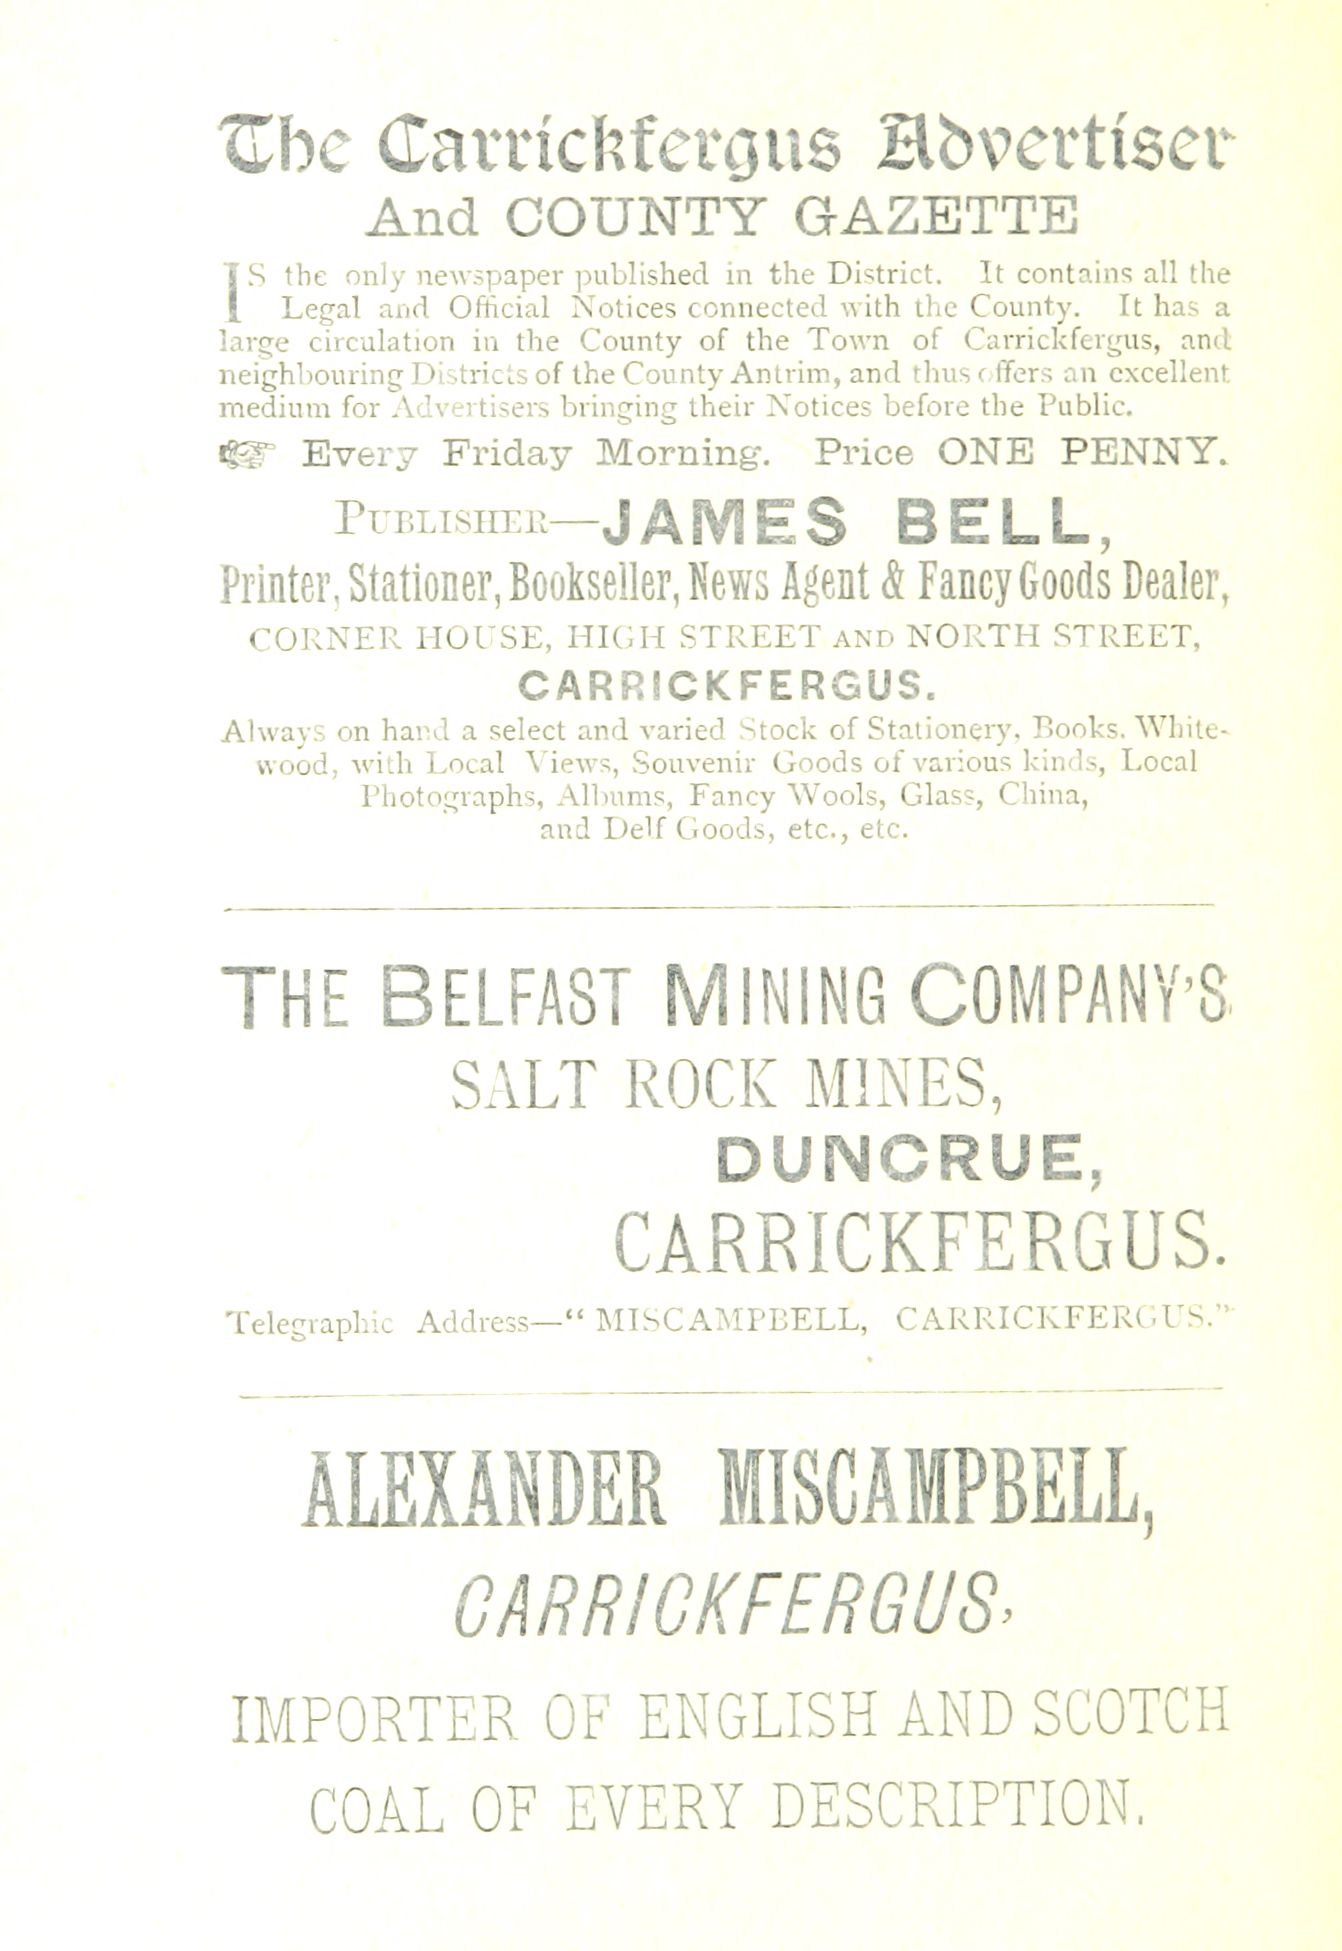 The Carrickfergus Advertiser
And COUNTY GAZETTE
IS the only newspaper published in the District. It contains all the
Legal and Official Notices connected with the County. It has a
large circulation in the County of the Town of Carrickfergus, and
neighbouring Districts of the County Antrim, and thus offers an excellent
medium for Advertisers bringing their Notices before the Public.
☞ Every Friday Morning. Price ONE PENNY.
PUBLISHER—JAMES BELL,
Printer, Stationer, Bookseller, News Agent & Fancy Goods Dealer,
CORNER HOUSE, HIGH STREET AND NORTH STREET,
CARRICKFERGUS.
Always on hand a select and varied Stock of Stationery, Books, White-
wood, with Local Views, Souvenir Goods of various kinds, Local
Photographs, Albums, Fancy Wools, Glass, China,
and Delf Goods, etc., etc.
THE BELFAST MINING COMPANY'S
SALT ROCK MINES,
DUNCRUE,
CARRICKFERGUS.
Telegraphic Address—"MISCAMPBELL, CARRICKFERGUS."
ALEXANDER MISCAMPBELL,
CARRICKFERGUS,
IMPORTER OF ENGLISH AND SCOTCH
COAL OF EVERY DESCRIPTION.